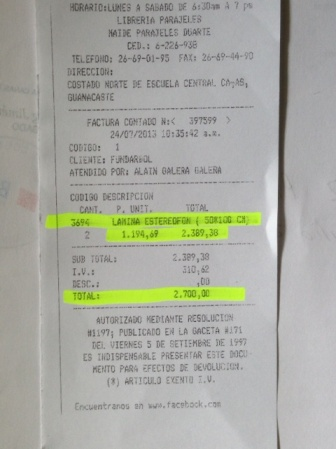 HORARIO:LUNES A SABADO DE 6:30am a 7 pm
LIBRERIA PARAJELES
MAIDE PARAJELES DUARTE
CED.: 6-226-938
TELEFONO: 26-69-01-95 FAX: 26-69-44-90
DIRECCION:
COSTADO NORTE DE ESCUELA CENTRAL CAÑAS,
GUANACASTE
FACTURA CONTADO N:< 397599 >
24/07/2013 10:35:42 a.m.
CODIGO: 1
CLIENTE: FUNDARBOL
ATENDIDO POR: ALAIN GALERA GALERA
CODIGO DESCRIPCION
CANT. P. UNIT. TOTAL
3694 LAMINA ESTEREOFON ( 50X100 CM)
2 1.194,69 2.389,38
SUB TOTAL: 2.389,38
I.V.: 310,62
DESC.: ,00
TOTAL: 2.700,00
AUTORIZADO MEDIANTE RESOLUCION
#1197; PUBLICADO EN LA GACETA #171
DEL VIERNES 5 DE SETIEMBRE DE 1997
ES INDISPENSABLE PRESENTAR ESTE DOCU-
MENTO PARA EFECTOS DE DEVOLUCION.
(*) ARTICULO EXENTO I.V.
Encuentranos en www.facebook.com